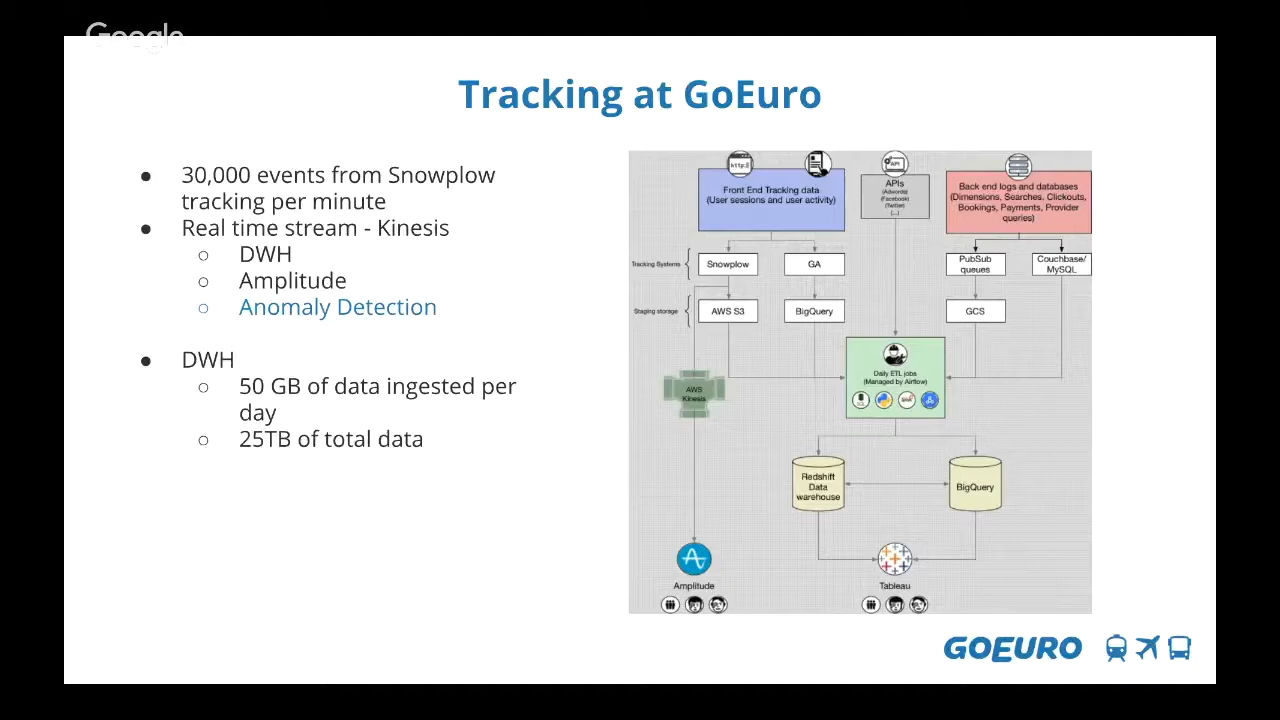 Google
Tracking at GoEuro
● 30,000 events from Snowplow
tracking per minute
● Real time stream - Kinesis
○ DWH
○ Amplitude
○ Anomaly Detection
● DWH
○ 50 GB of data ingested per
day
○ 25TB of total data
http://
Front End Tracking data
(User sessions and user activity)
API
APIs
(Adwords)
(Facebook)
(Twitter)
(...)
Back end logs and databases
(Dimensions, Searches, Clickouts,
Bookings, Payments, Provider
queries)
Tracking Systems
Snowplow
GA
PubSub
queues
Couchbase/
MySQL
Staging storage
AWS S3
BigQuery
GCS
AWS
Kinesis
Daily ETL jobs
(Managed by Airflow)
Redshift
Data
warehouse
BigQuery
Amplitude
Tableau
GOEURO